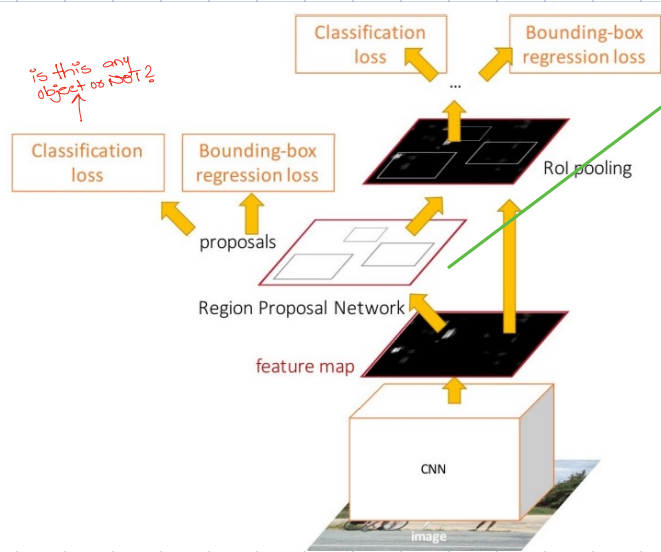 Classification
loss
Bounding-box
regression loss
is this any
object or NOT?
...
Classification
loss
Bounding-box
regression loss
RoI pooling
proposals
Region Proposal Network
feature map
CNN
image